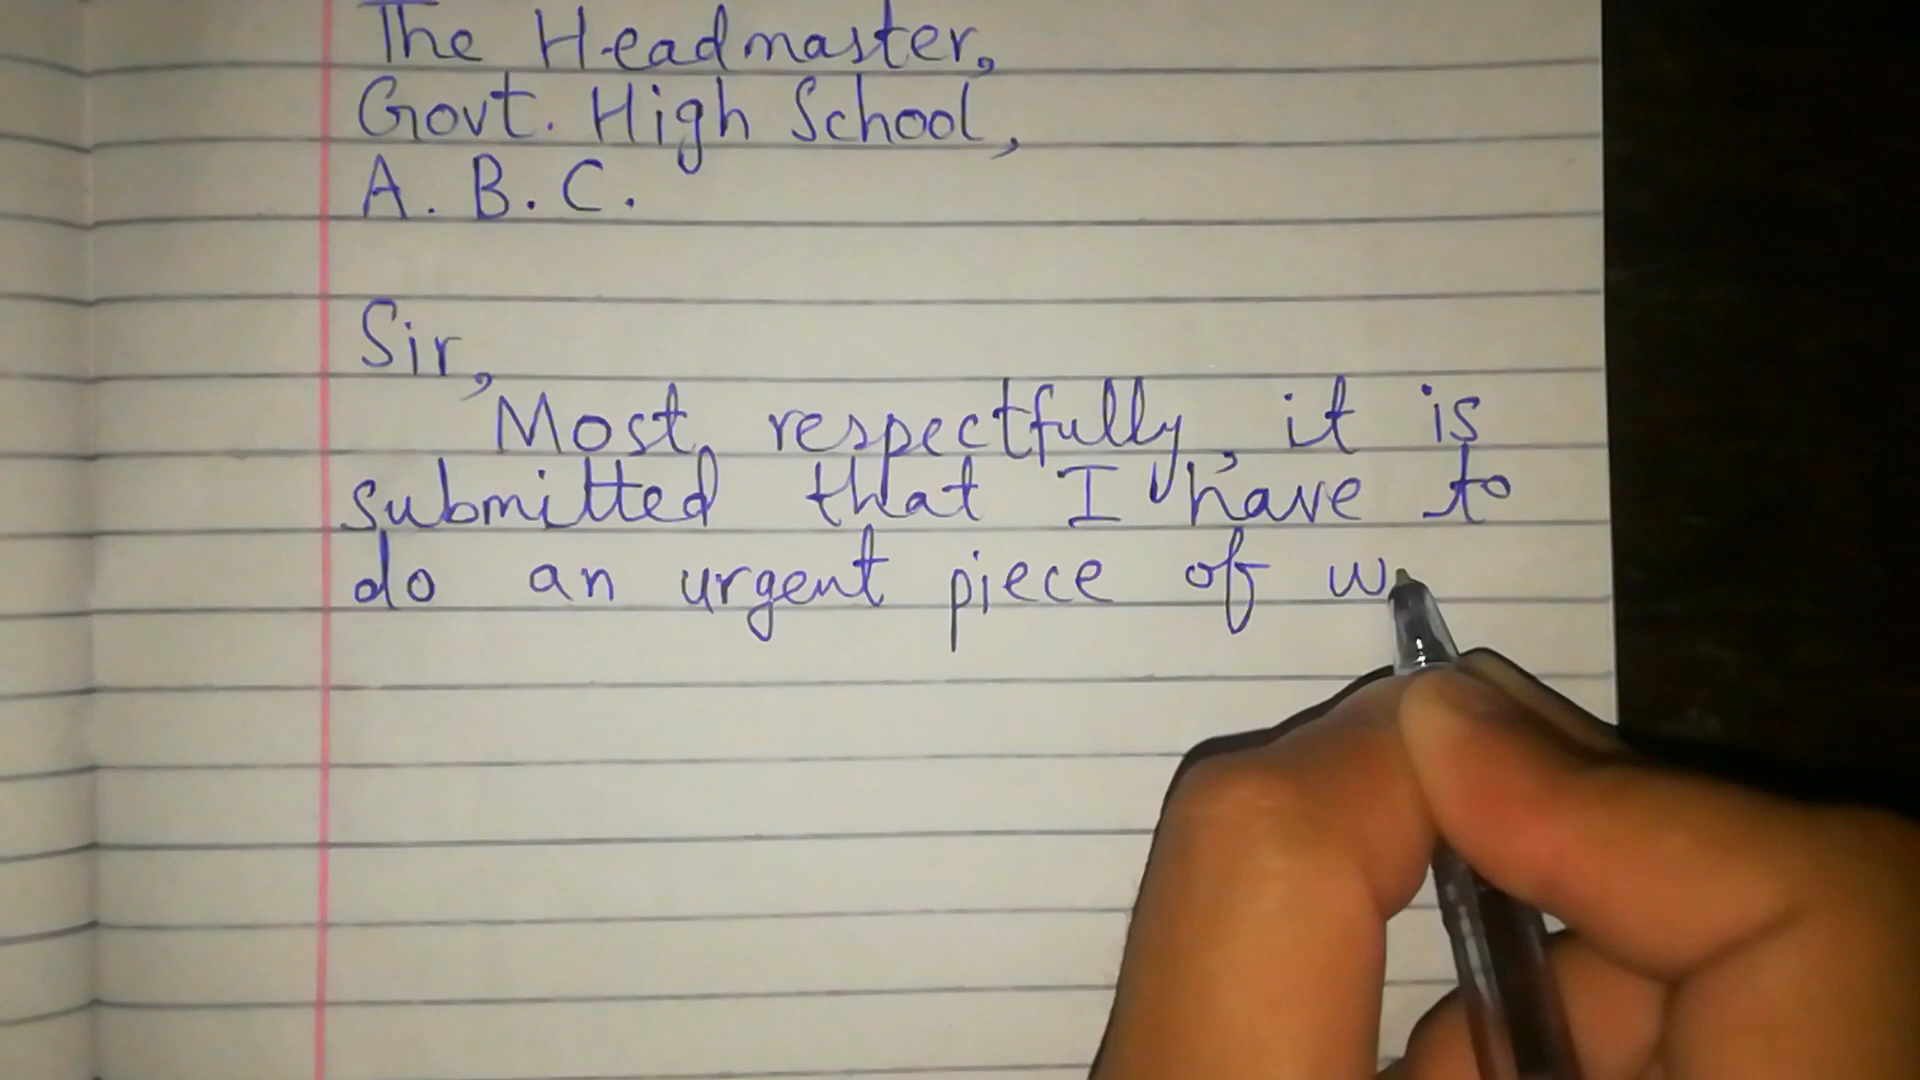 The Headmaster,
Govt. High School,
A. B. C.
Sir,
Most respectfully, it is
submitted that I have to
do an urgent piece of w